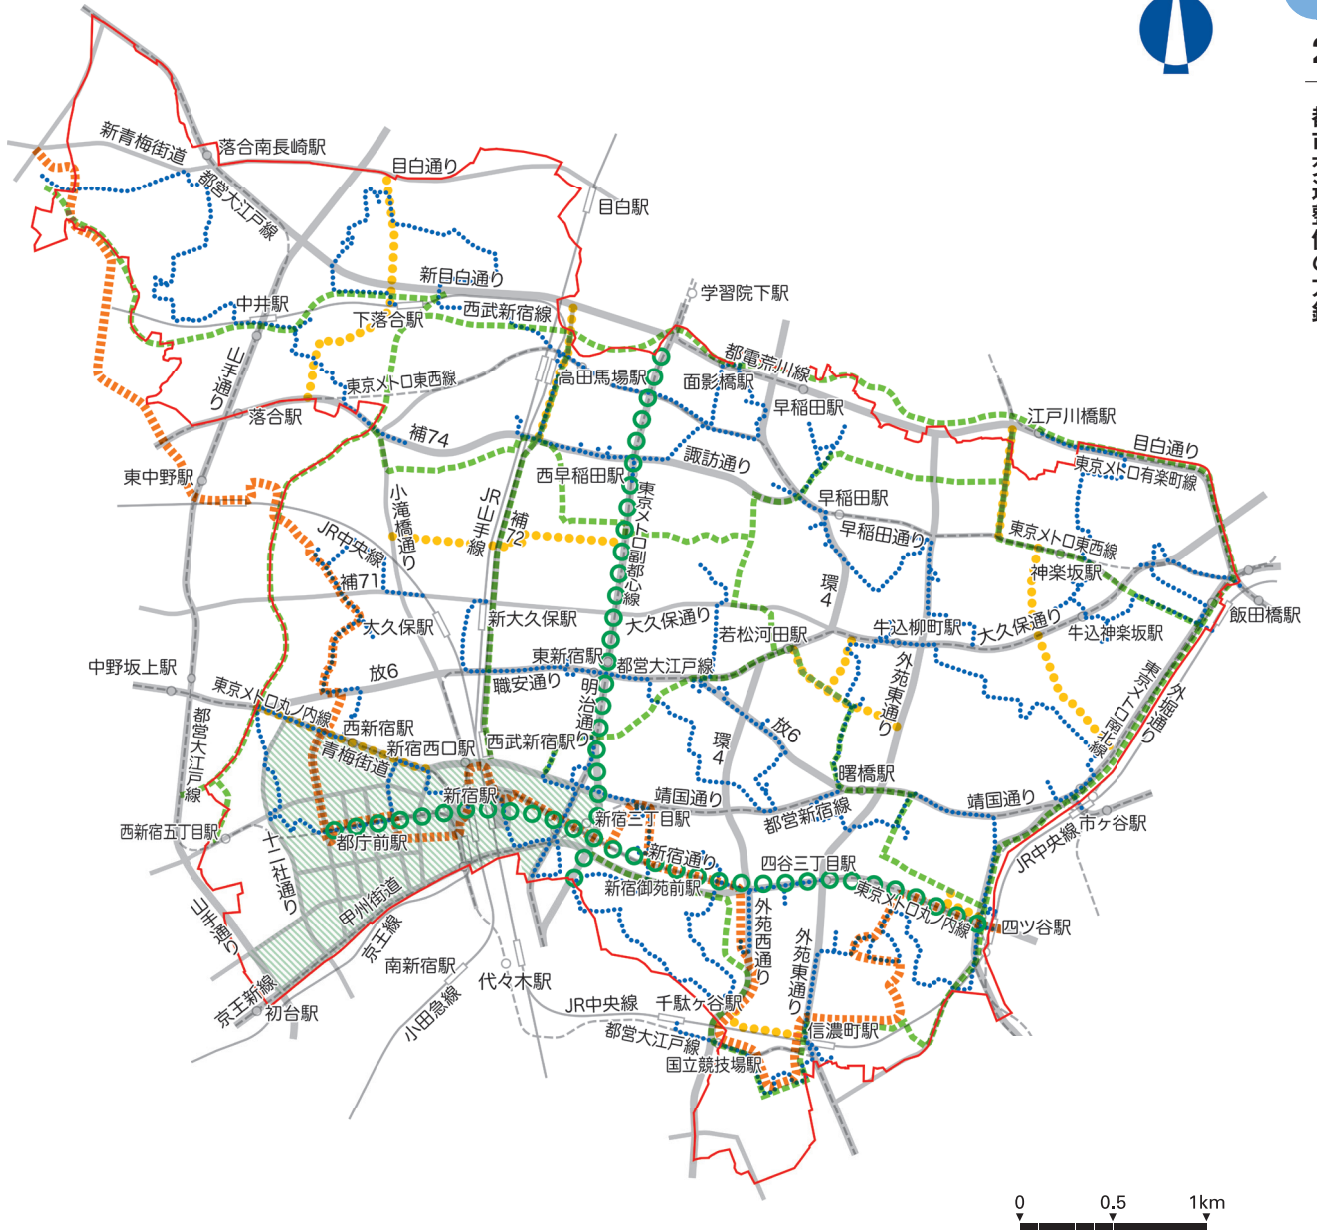 新青梅街道
落合南長崎駅
都営大江戸線
目白通り
目白駅
新目白通り
学習院下駅
中井駅
下落合駅
西武新宿線
山手通り
東京メトロ東西線
高田馬場駅
面影橋駅
都電荒川線
早稲田駅
落合駅
補74
江戸川橋駅
目白通り
東京メトロ有楽町線
諏訪通り
東中野駅
西早稲田駅
小滝橋通り
JR山手線
補72
東京メトロ副都心線
早稲田駅
早稲田通り
東京メトロ東西線
神楽坂駅
JR中央線
補71
環4
飯田橋駅
大久保駅
新大久保駅
大久保通り
若松河田駅
牛込柳町駅
大久保通り
牛込神楽坂駅
東新宿駅
都営大江戸線
中野坂上駅
放6
職安通り
明治通り
外苑東通り
外堀通り
東京メトロ南北線
東京メトロ丸ノ内線
都営大江戸線
西新宿駅
青梅街道
新宿西口駅
西武新宿駅
環4
放6
曙橋駅
新宿駅
靖国通り
都営新宿線
靖国通り
新宿三丁目駅
市ヶ谷駅
西新宿五丁目駅
都庁前駅
新宿通り
四谷三丁目駅
JR中央線
十二社通り
甲州街道
京王線
新宿御苑前駅
東京メトロ丸ノ内線
四ツ谷駅
山手通り
外苑西通り
外苑東通り
南新宿駅
代々木駅
京王新線
初台駅
小田急線
JR中央線
千駄ヶ谷駅
都営大江戸線
信濃町駅
国立競技場駅
0 0.5 1km